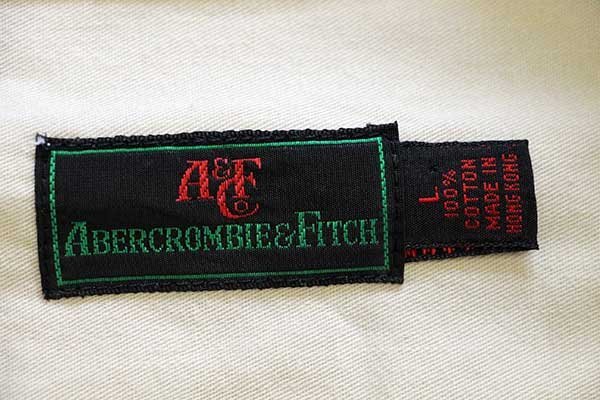 A&F
Co
ABERCROMBIE&FITCH
L
100%
COTTON
MADE IN
HONG KONG